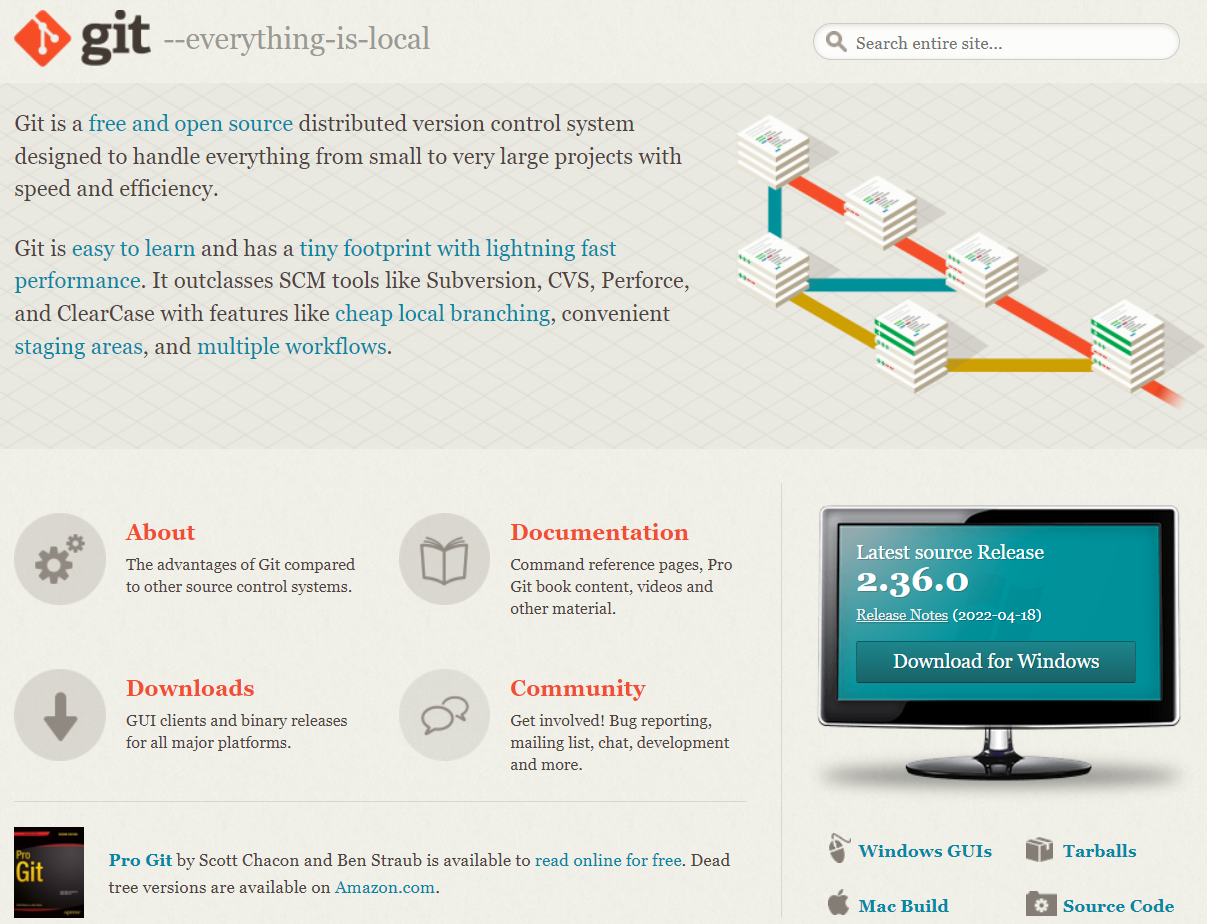 git --everything-is-local
Search entire site...
Git is a free and open source distributed version control system
designed to handle everything from small to very large projects with
speed and efficiency.
Git is easy to learn and has a tiny footprint with lightning fast
performance. It outclasses SCM tools like Subversion, CVS, Perforce,
and ClearCase with features like cheap local branching, convenient
staging areas, and multiple workflows.
About
The advantages of Git compared
to other source control systems.
Documentation
Command reference pages, Pro
Git book content, videos and
other material.
Downloads
GUI clients and binary releases
for all major platforms.
Community
Get involved! Bug reporting,
mailing list, chat, development
and more.
Pro
Git
Pro Git by Scott Chacon and Ben Straub is available to read online for free. Dead
tree versions are available on Amazon.com.
Latest source Release
2.36.0
Release Notes (2022-04-18)
Download for Windows
Windows GUIs
Tarballs
Mac Build
Source Code